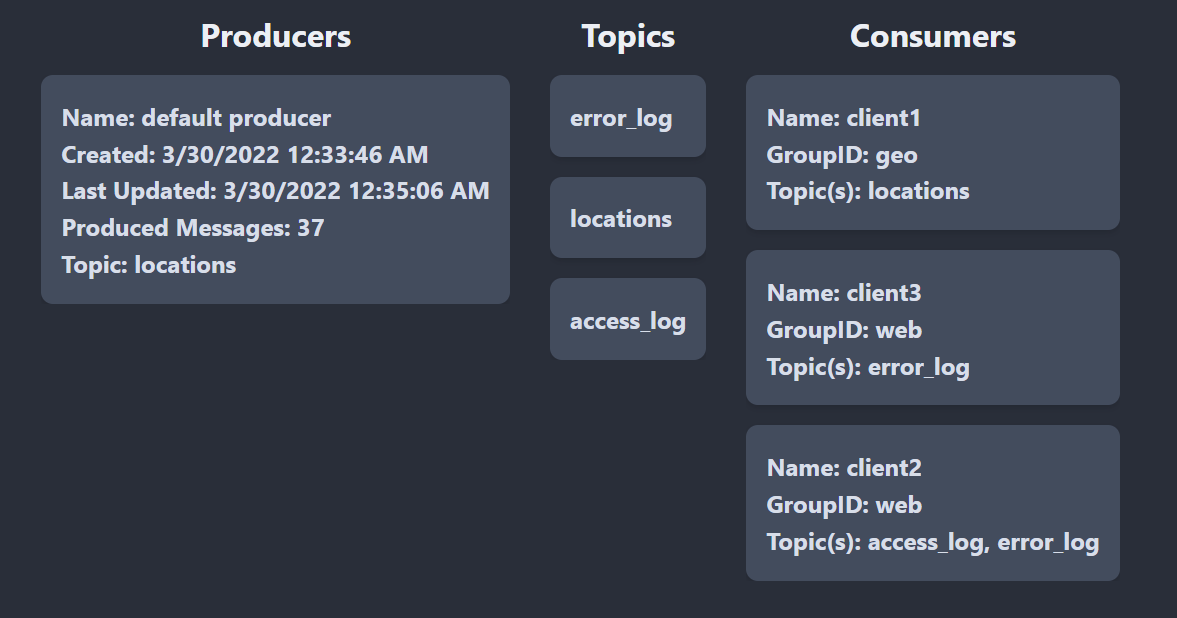 Producers
Name: default producer
Created: 3/30/2022 12:33:46 AM
Last Updated: 3/30/2022 12:35:06 AM
Produced Messages: 37
Topic: locations
Topics
error_log
locations
access_log
Consumers
Name: client1
GroupID: geo
Topic(s): locations
Name: client3
GroupID: web
Topic(s): error_log
Name: client2
GroupID: web
Topic(s): access_log, error_log